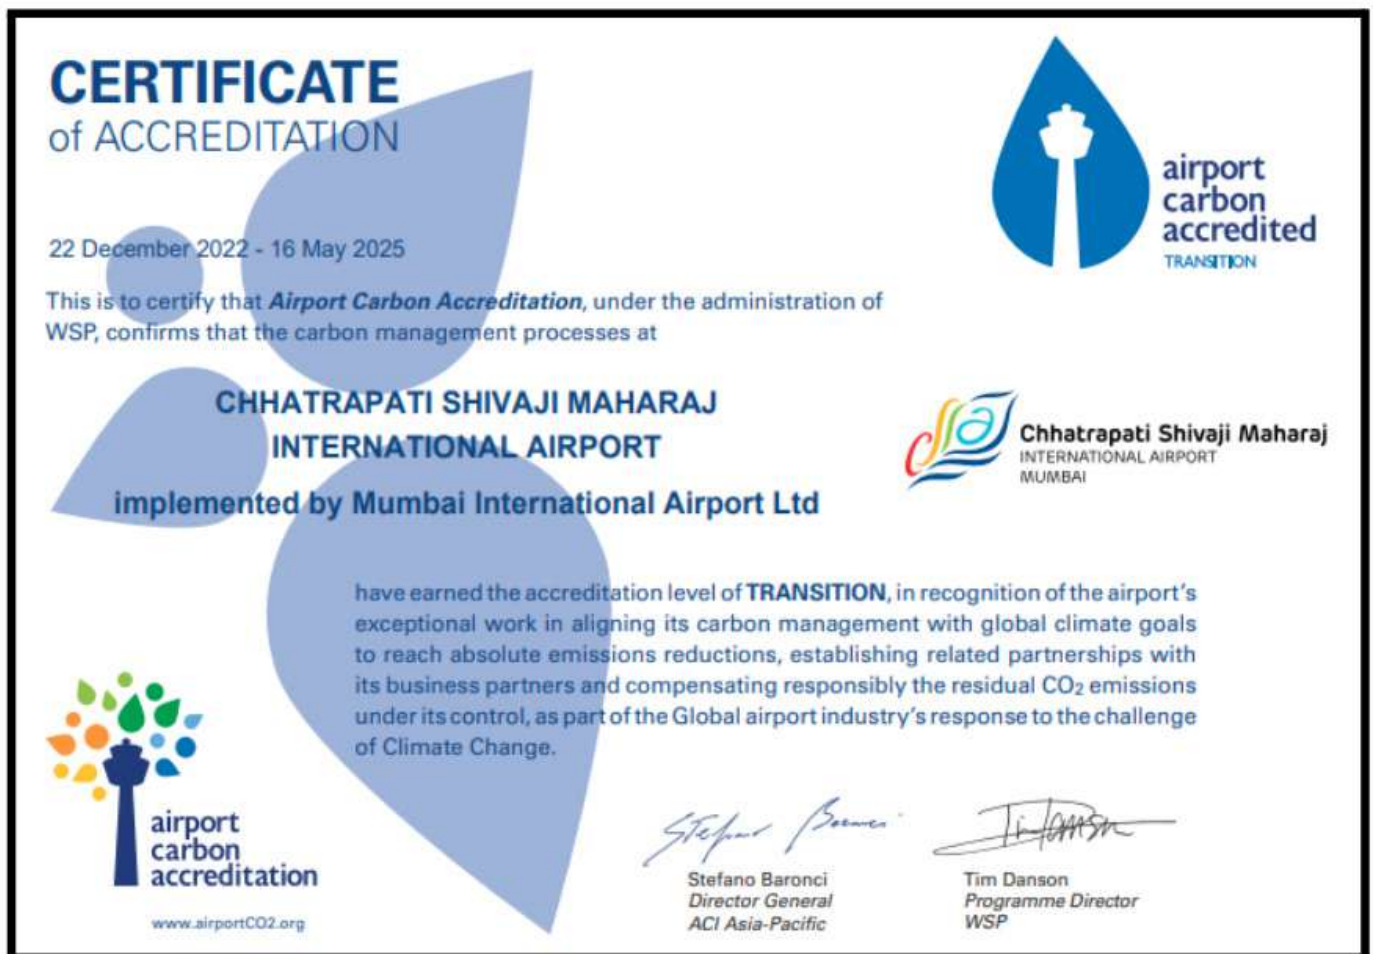 CERTIFICATE
of ACCREDITATION
airport
carbon
accredited
TRANSITION
22 December 2022 - 16 May 2025
This is to certify that Airport Carbon Accreditation, under the administration of
WSP, confirms that the carbon management processes at
CHHATRAPATI SHIVAJI MAHARAJ
INTERNATIONAL AIRPORT
implemented by Mumbai International Airport Ltd
Chhatrapati Shivaji Maharaj
INTERNATIONAL AIRPORT
MUMBAI
have earned the accreditation level of TRANSITION, in recognition of the airport's
exceptional work in aligning its carbon management with global climate goals
to reach absolute emissions reductions, establishing related partnerships with
its business partners and compensating responsibly the residual CO2 emissions
under its control, as part of the Global airport industry's response to the challenge
of Climate Change.
airport
carbon
accreditation
www.airportCO2.org
Stefano Baronci
Stefano Baronci
Director General
ACI Asia-Pacific
Tim Danson
Tim Danson
Programme Director
WSP